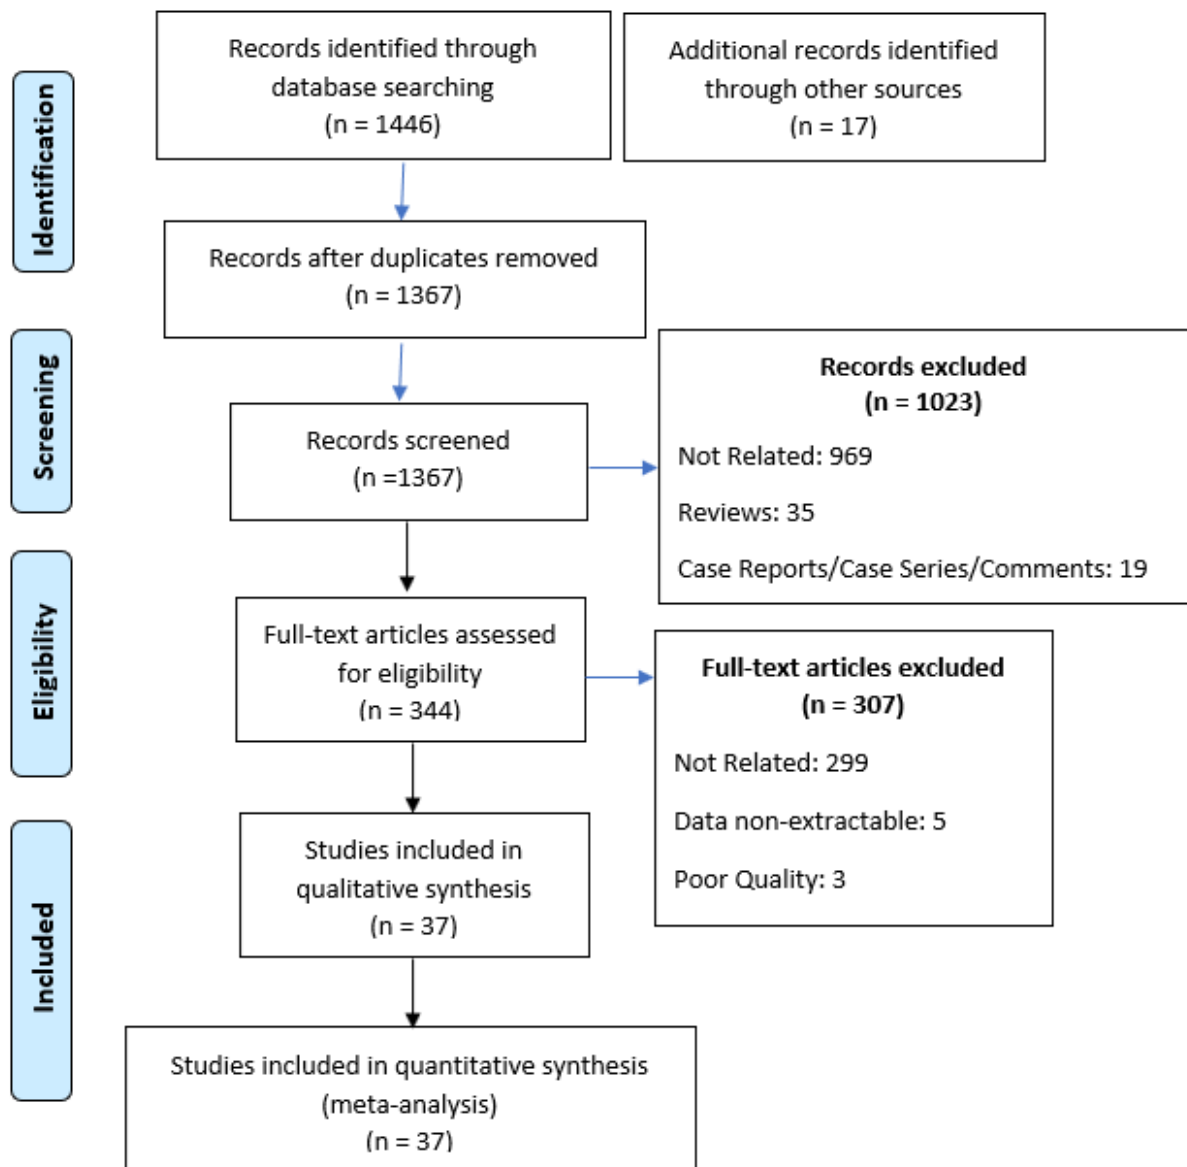 Records identified through
database searching
(n = 1446)
Additional records identified
through other sources
(n = 17)
Identification
Records after duplicates removed
(n = 1367)
Screening
Records screened
(n =1367)
Records excluded
(n = 1023)
Not Related: 969
Reviews: 35
Case Reports/Case Series/Comments: 19
Eligibility
Full-text articles assessed
for eligibility
(n = 344)
Full-text articles excluded
(n = 307)
Not Related: 299
Data non-extractable: 5
Poor Quality: 3
Included
Studies included in
qualitative synthesis
(n = 37)
Studies included in quantitative synthesis
(meta-analysis)
(n = 37)